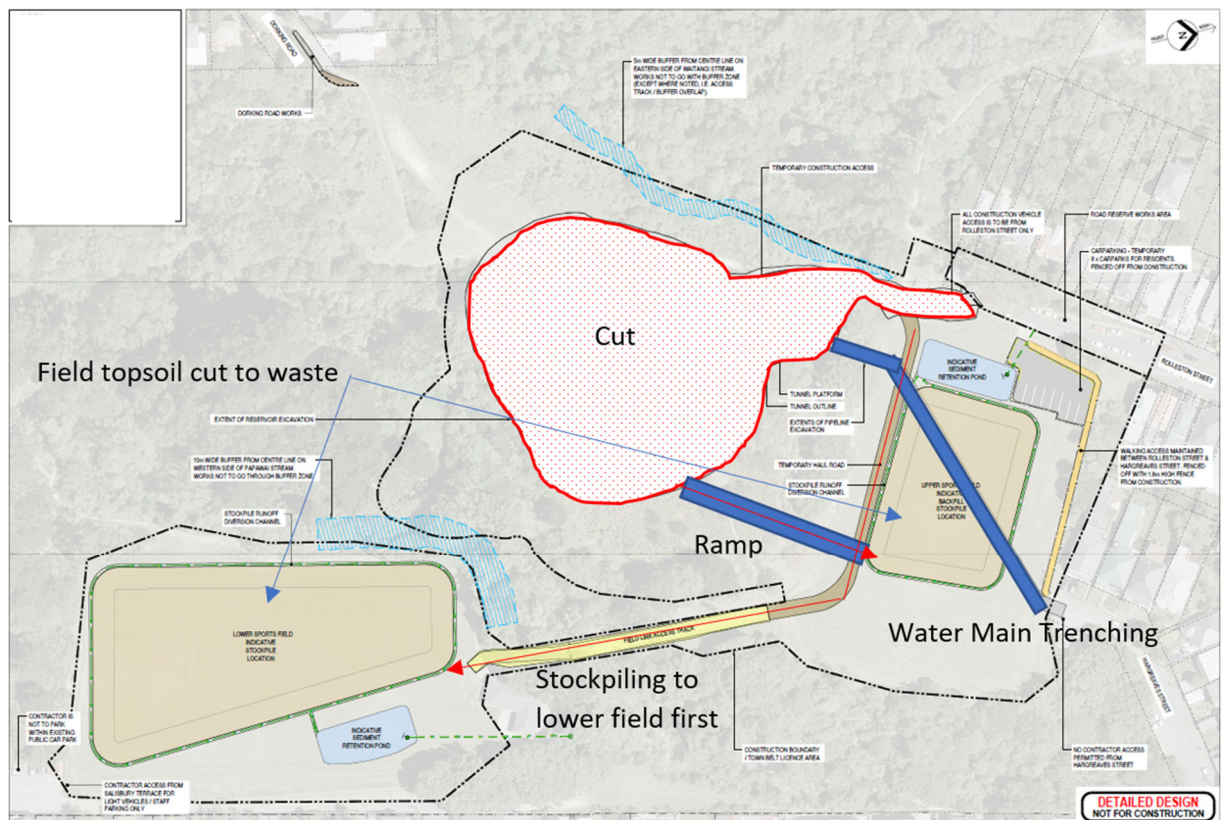 DORKING ROAD
DORKING ROAD WORKS
5m WIDE BUFFER FROM CENTRE LINE ON
EASTERN SIDE OF WAITANGI STREAM.
WORKS NOT TO GO WITH BUFFER ZONE
(EXCEPT WHERE NOTED, I.E. ACCESS
TRACK / BUFFER OVERLAP).
PROJECT
NORTH
N
TEMPORARY CONSTRUCTION ACCESS
ALL CONSTRUCTION VEHICLE
ACCESS IS TO BE FROM
ROLLESTON STREET ONLY
ROAD RESERVE WORKS AREA
CARPARKING - TEMPORARY
8 x CARPARKS FOR RESIDENTS.
FENCED OFF FROM CONSTRUCTION.
Cut
Field topsoil cut to waste
INDICATIVE
SEDIMENT
RETENTION POND
ROLLESTON STREET
TUNNEL PLATFORM
TUNNEL OUTLINE
EXTENTS OF PIPELINE
EXCAVATION
EXTENT OF RESERVOIR EXCAVATION
10m WIDE BUFFER FROM CENTRE LINE ON
WESTERN SIDE OF PAPAWAI STREAM.
WORKS NOT TO GO THROUGH BUFFER ZONE
WALKING ACCESS MAINTAINED
BETWEEN ROLLESTON STREET &
HARGREAVES STREET. FENCED
OFF WITH 1.8m HIGH FENCE
FROM CONSTRUCTION.
TEMPORARY HAUL ROAD
STOCKPILE RUNOFF
DIVERSION CHANNEL
UPPER SPORTS FIELD
INDICATIVE
BACKFILL
STOCKPILE
LOCATION
STOCKPILE RUNOFF
DIVERSION CHANNEL
Ramp
LOWER SPORTS FIELD
INDICATIVE
STOCKPILE
LOCATION
FIELD LINK ACCESS TRACK
Water Main Trenching
Stockpiling to
lower field first
HARGREAVES STREET
CONTRACTOR IS
NOT TO PARK
WITHIN EXISTING
PUBLIC CAR PARK
INDICATIVE
SEDIMENT
RETENTION POND
CONSTRUCTION BOUNDARY
/ TOWN BELT LICENCE AREA
NO CONTRACTOR ACCESS
PERMITTED FROM
HARGREAVES STREET
CONTRACTOR ACCESS FROM
SALISBURY TERRACE FOR
LIGHT VEHICLES / STAFF
PARKING ONLY
DETAILED DESIGN
NOT FOR CONSTRUCTION